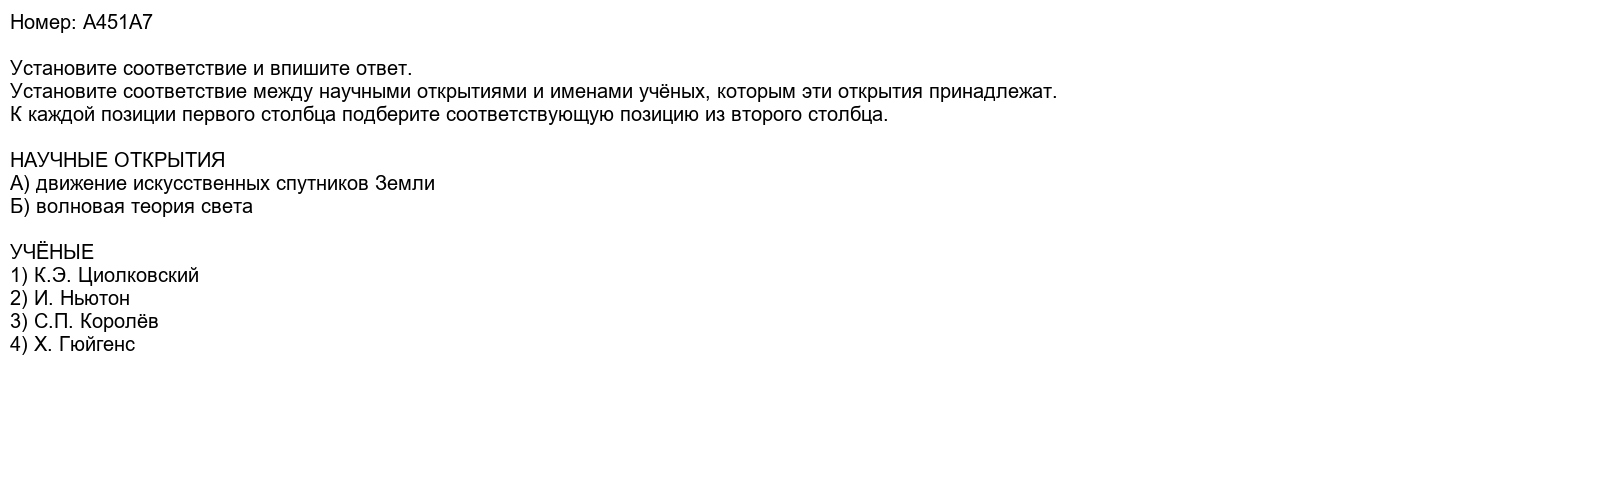 Номер: A451A7
Установите соответствие и впишите ответ.
Установите соответствие между научными открытиями и именами учёных, которым эти открытия принадлежат.
К каждой позиции первого столбца подберите соответствующую позицию из второго столбца.
НАУЧНЫЕ ОТКРЫТИЯ
А) движение искусственных спутников Земли
Б) волновая теория света
УЧЁНЫЕ
1) К.Э. Циолковский
2) И. Ньютон
3) С.П. Королёв
4) Х. Гюйгенс